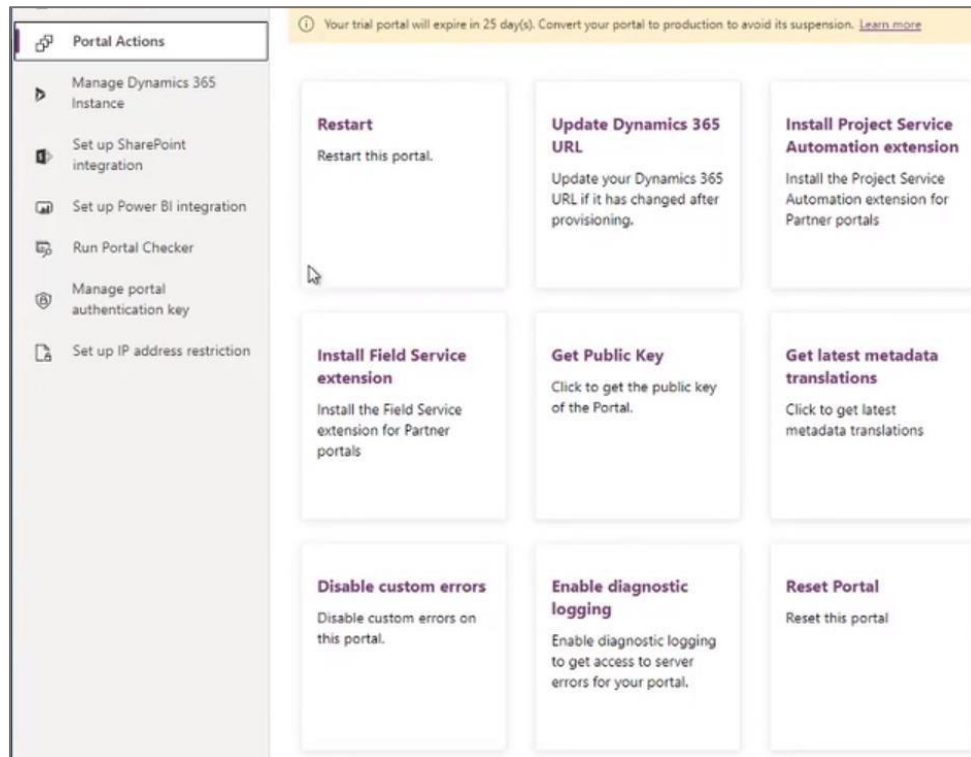 Your trial portal will expire in 25 day(s). Convert your portal to production to avoid its suspension. Learn more
Portal Actions
Manage Dynamics 365
Instance
Set up SharePoint
integration
Set up Power BI integration
Run Portal Checker
Manage portal
authentication key
Set up IP address restriction
Restart
Restart this portal.
Update Dynamics 365
URL
Update your Dynamics 365
URL if it has changed after
provisioning.
Install Project Service
Automation extension
Install the Project Service
Automation extension for
Partner portals
Install Field Service
extension
Install the Field Service
extension for Partner
portals
Get Public Key
Click to get the public key
of the Portal.
Get latest metadata
translations
Click to get latest
metadata translations
Disable custom errors
Disable custom errors on
this portal.
Enable diagnostic
logging
Enable diagnostic logging
to get access to server
errors for your portal.
Reset Portal
Reset this portal